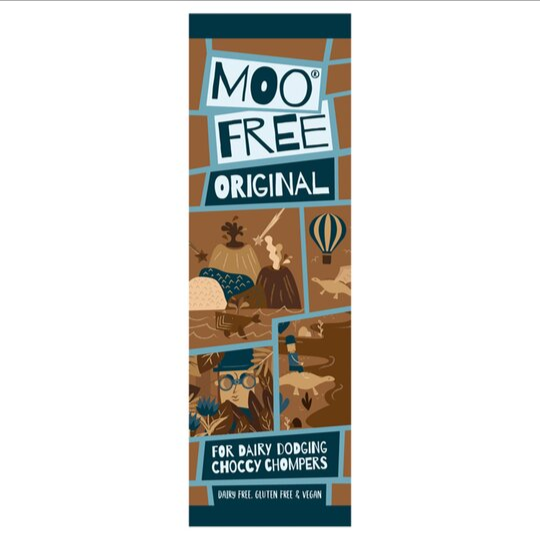 MOO®
FREE
ORIGINAL
FOR DAIRY DODGING
CHOCCY CHOMPERS
DAIRY FREE, GLUTEN FREE & VEGAN